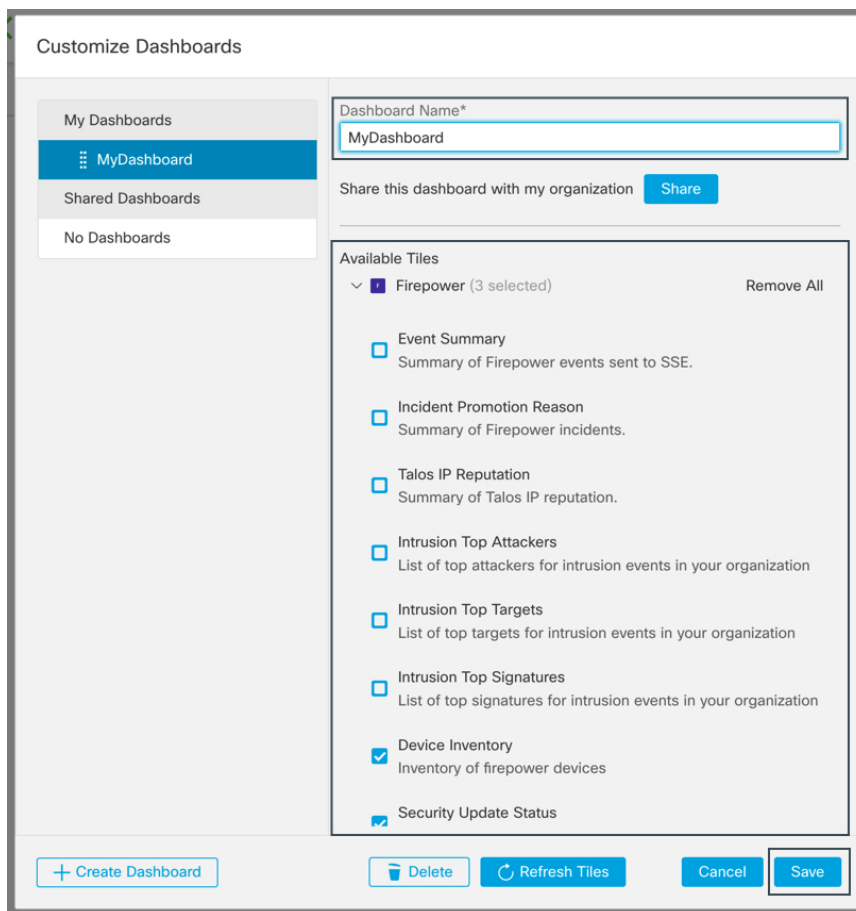 Customize Dashboards
My Dashboards
MyDashboard
Shared Dashboards
No Dashboards
Dashboard Name*
MyDashboard
Share this dashboard with my organization Share
Available Tiles
Firepower (3 selected) Remove All
Event Summary
Summary of Firepower events sent to SSE.
Incident Promotion Reason
Summary of Firepower incidents.
Talos IP Reputation
Summary of Talos IP reputation.
Intrusion Top Attackers
List of top attackers for intrusion events in your organization
Intrusion Top Targets
List of top targets for intrusion events in your organization
Intrusion Top Signatures
List of top signatures for intrusion events in your organization
Device Inventory
Inventory of firepower devices
Security Update Status
+ Create Dashboard Delete Refresh Tiles Cancel Save